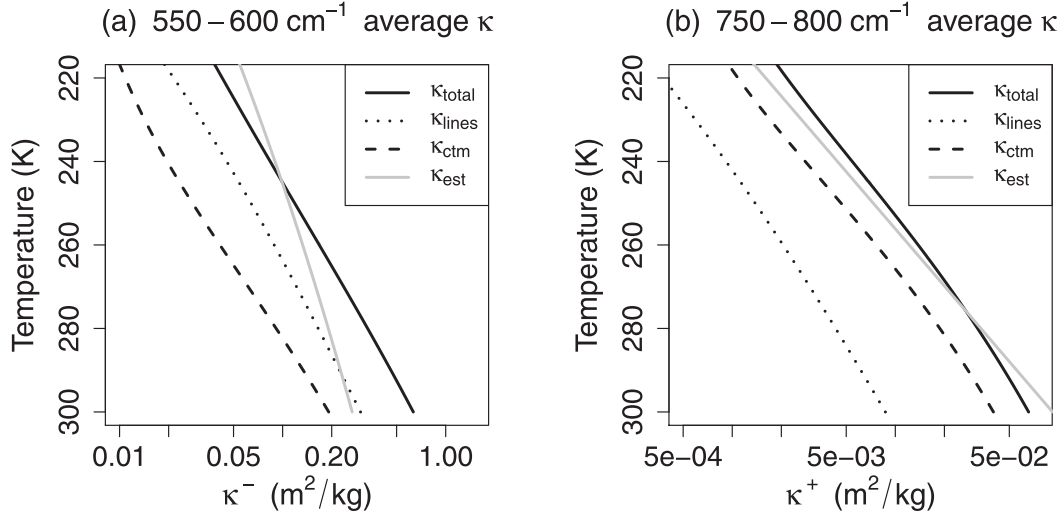 (a) 550 – 600 cm⁻¹ average κ
Temperature (K)
220
240
260
280
300
κtotal
κlines
κctm
κest
0.01
0.05
0.20
1.00
κ⁻ (m²/kg)
(b) 750 – 800 cm⁻¹ average κ
Temperature (K)
220
240
260
280
300
κtotal
κlines
κctm
κest
5e−04
5e−03
5e−02
κ⁺ (m²/kg)